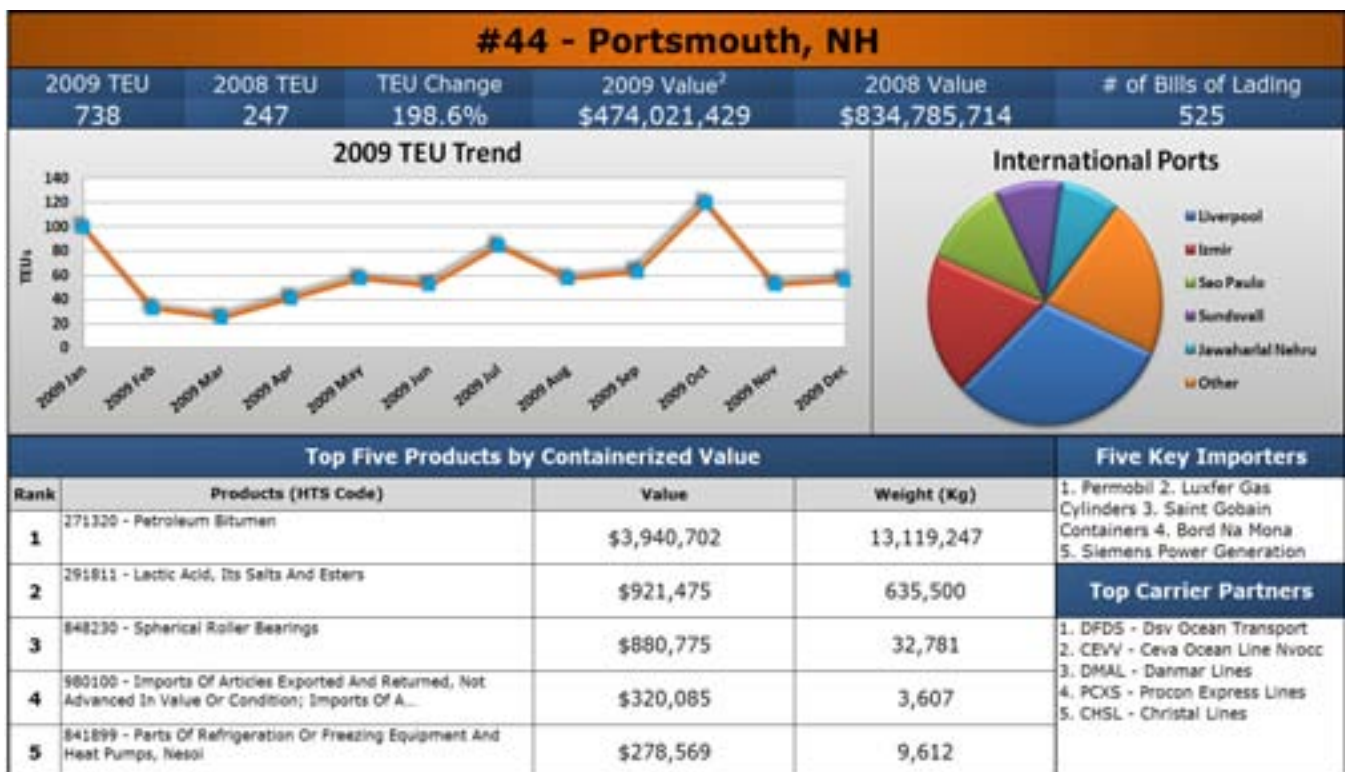 #44 - Portsmouth, NH
2009 TEU 2008 TEU TEU Change 2009 Value² 2008 Value # of Bills of Lading
738 247 198.6% $474,021,429 $834,785,714 525
2009 TEU Trend
140
120
100
80
60
40
20
0
TEUs
2009 Jan 2009 Feb 2009 Mar 2009 Apr 2009 May 2009 Jun 2009 Jul 2009 Aug 2009 Sep 2009 Oct 2009 Nov 2009 Dec
International Ports
Liverpool
Izmir
Sao Paulo
Sundsvall
Jawaharlal Nehru
Other
Top Five Products by Containerized Value
Rank Products (HTS Code) Value Weight (Kg)
1 271320 - Petroleum Bitumen $3,940,702 13,119,247
2 291811 - Lactic Acid, Its Salts And Esters $921,475 635,500
3 848230 - Spherical Roller Bearings $880,775 32,781
4 980100 - Imports Of Articles Exported And Returned, Not
Advanced In Value Or Condition; Imports Of A... $320,085 3,607
5 841899 - Parts Of Refrigeration Or Freezing Equipment And
Heat Pumps, Nesoi $278,569 9,612
Five Key Importers
1. Permobil 2. Luxfer Gas
Cylinders 3. Saint Gobain
Containers 4. Bord Na Mona
5. Siemens Power Generation
Top Carrier Partners
1. DFDS - Dsv Ocean Transport
2. CEVV - Ceva Ocean Line Nvocc
3. DMAL - Danmar Lines
4. PCXS - Procon Express Lines
5. CHSL - Christal Lines